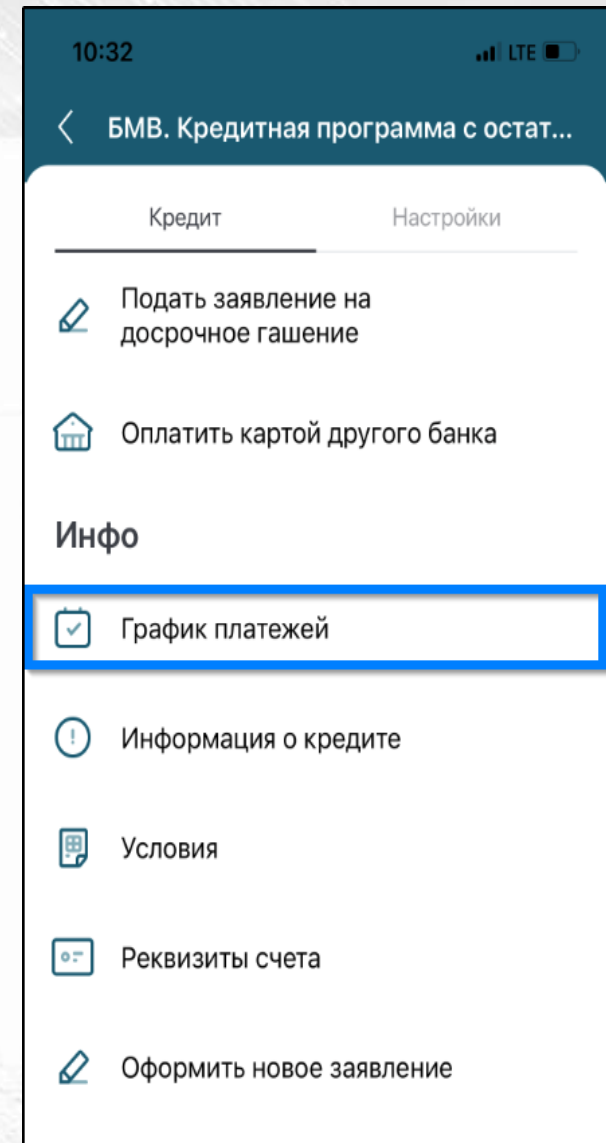 10:32 LTE
БМВ. Кредитная программа с остат...
Кредит Настройки
Подать заявление на
досрочное гашение
Оплатить картой другого банка
Инфо
График платежей
Информация о кредите
Условия
Реквизиты счета
Оформить новое заявление